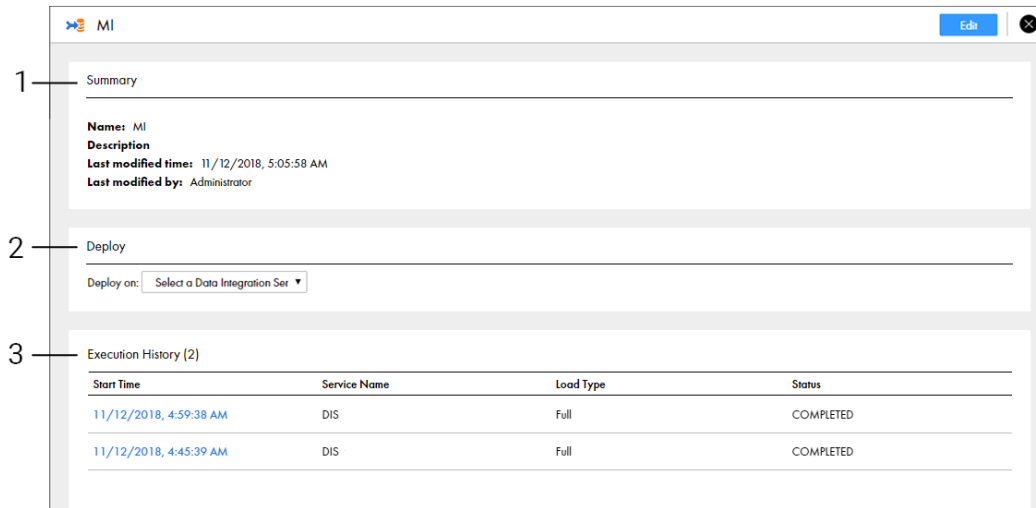 MI
Edit
1
Summary
Name: MI
Description
Last modified time: 11/12/2018, 5:05:58 AM
Last modified by: Administrator
2
Deploy
Deploy on: Select a Data Integration Ser
3
Execution History (2)
Start Time Service Name Load Type Status
11/12/2018, 4:59:38 AM DIS Full COMPLETED
11/12/2018, 4:45:39 AM DIS Full COMPLETED